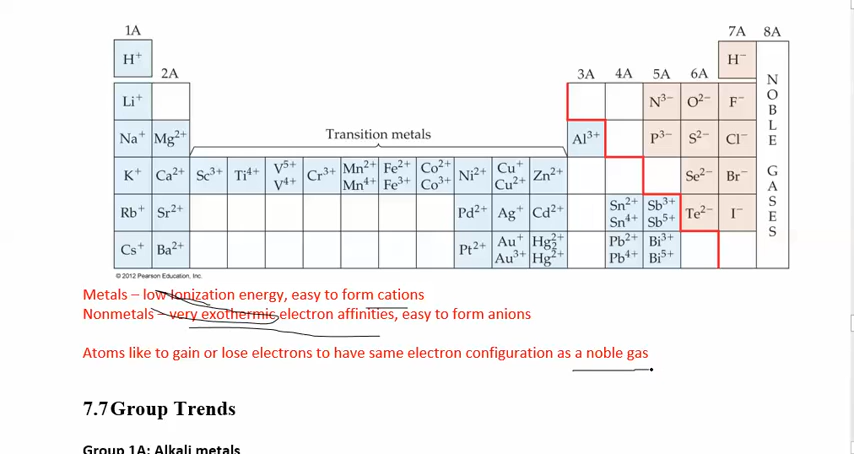 1A 7A 8A
H⁺ H⁻
2A 3A 4A 5A 6A
Li⁺ N³⁻ O²⁻ F⁻
Na⁺ Mg²⁺ Transition metals Al³⁺ P³⁻ S²⁻ Cl⁻
K⁺ Ca²⁺ Sc³⁺ Ti⁴⁺ V⁵⁺ V⁴⁺ Cr³⁺ Mn²⁺ Mn⁴⁺ Fe²⁺ Fe³⁺ Co²⁺ Co³⁺ Ni²⁺ Cu⁺ Cu²⁺ Zn²⁺ Se²⁻ Br⁻
Rb⁺ Sr²⁺ Pd²⁺ Ag⁺ Cd²⁺ Sn²⁺ Sn⁴⁺ Sb³⁺ Sb⁵⁺ Te²⁻ I⁻
Cs⁺ Ba²⁺ Pt²⁺ Au⁺ Au³⁺ Hg₂²⁺ Hg²⁺ Pb²⁺ Pb⁴⁺ Bi³⁺ Bi⁵⁺
NOBLE GASES
© 2012 Pearson Education, Inc.
Metals – low ionization energy, easy to form cations
Nonmetals – very exothermic electron affinities, easy to form anions
Atoms like to gain or lose electrons to have same electron configuration as a noble gas
7.7 Group Trends
Group 1A: Alkali metals